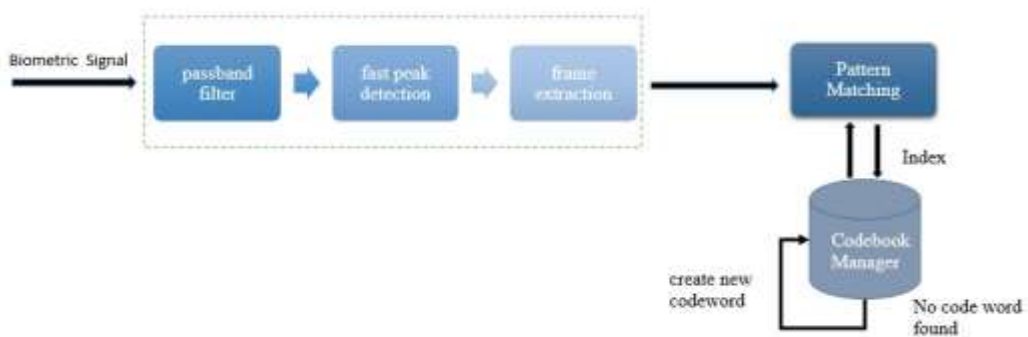 Biometric Signal
passband
filter
fast peak
detection
frame
extraction
Pattern
Matching
Index
Codebook
Manager
create new
codeword
No code word
found